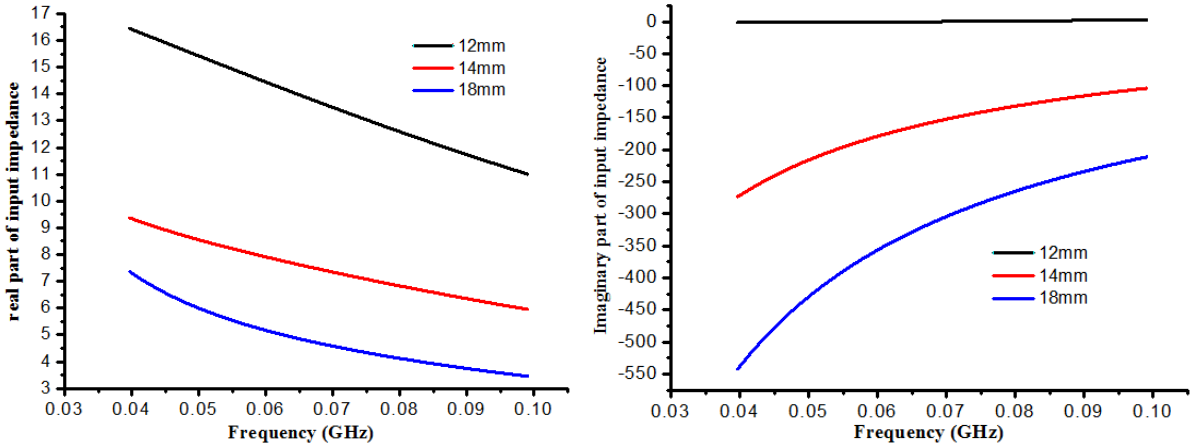 real part of input impedance
17
16
15
14
13
12
11
10
9
8
7
6
5
4
3
0.03 0.04 0.05 0.06 0.07 0.08 0.09 0.10
Frequency (GHz)
12mm
14mm
18mm
Imaginary part of input impedance
0
-50
-100
-150
-200
-250
-300
-350
-400
-450
-500
-550
0.03 0.04 0.05 0.06 0.07 0.08 0.09 0.10
Frequency (GHz)
12mm
14mm
18mm